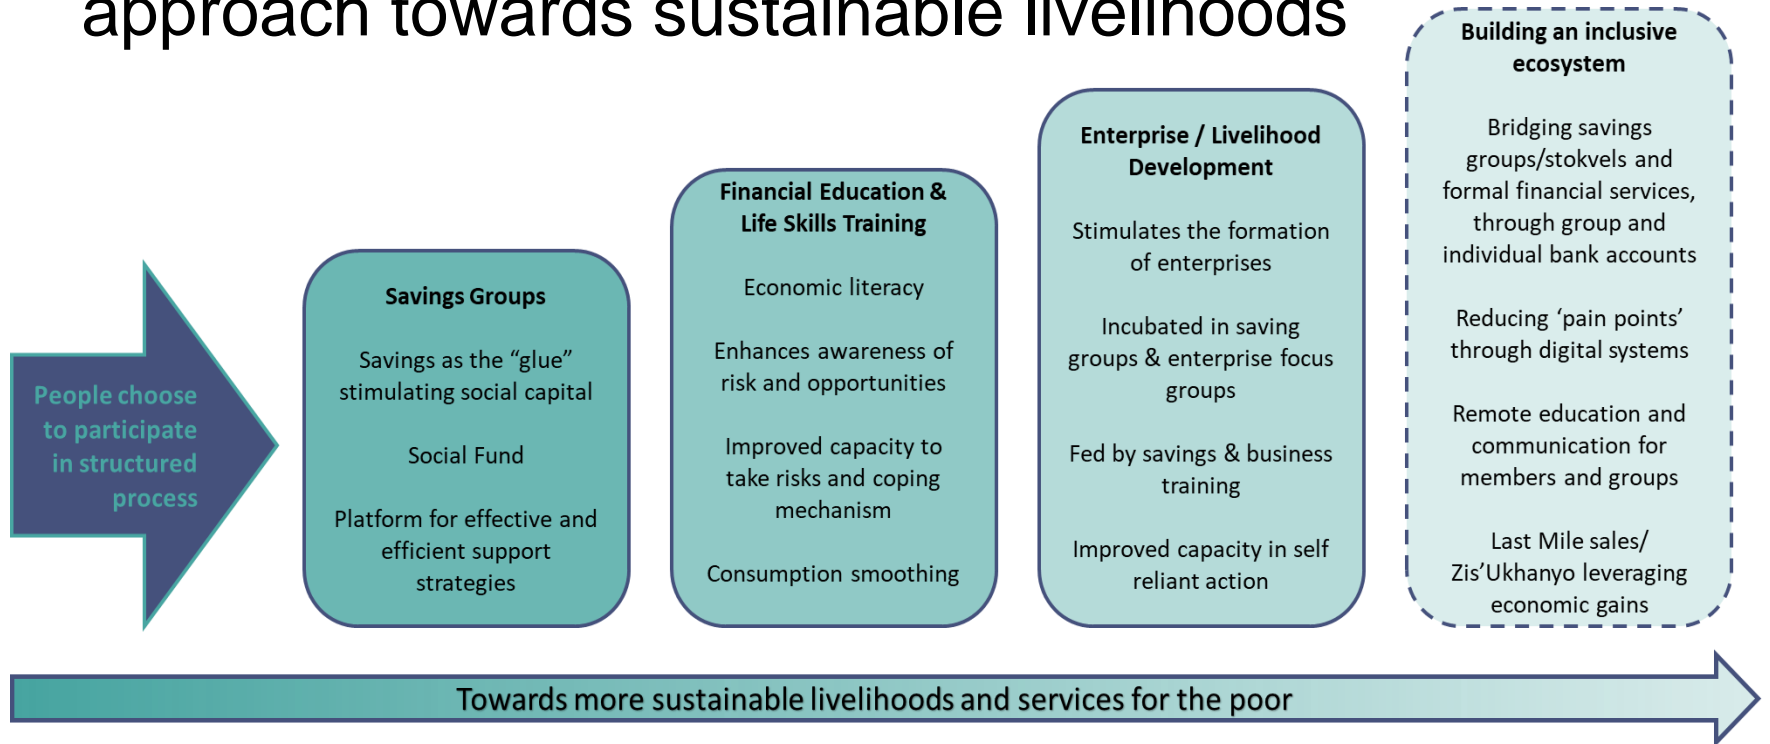 approach towards sustainable livelihoods
People choose
to participate
in structured
process
Savings Groups
Savings as the “glue”
stimulating social capital
Social Fund
Platform for effective and
efficient support
strategies
Financial Education &
Life Skills Training
Economic literacy
Enhances awareness of
risk and opportunities
Improved capacity to
take risks and coping
mechanism
Consumption smoothing
Enterprise / Livelihood
Development
Stimulates the formation
of enterprises
Incubated in saving
groups & enterprise focus
groups
Fed by savings & business
training
Improved capacity in self
reliant action
Building an inclusive
ecosystem
Bridging savings
groups/stokvels and
formal financial services,
through group and
individual bank accounts
Reducing ‘pain points’
through digital systems
Remote education and
communication for
members and groups
Last Mile sales/
Zis’Ukhanyo leveraging
economic gains
Towards more sustainable livelihoods and services for the poor